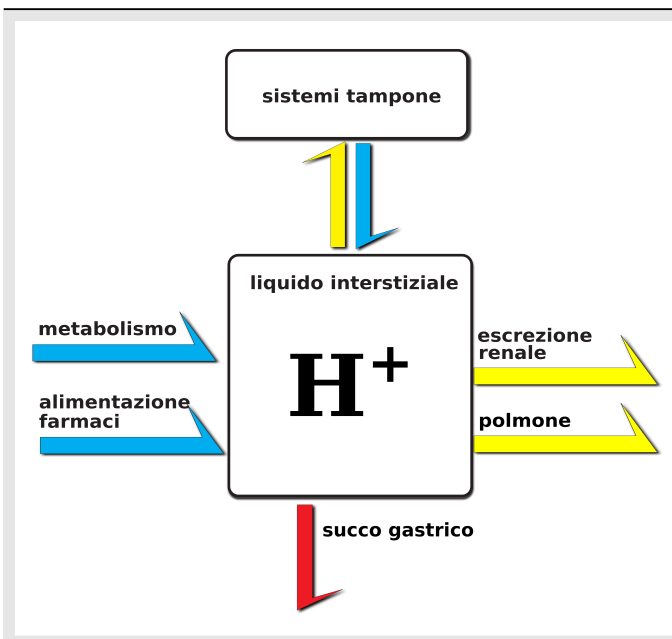 sistemi tampone
liquido interstiziale
H+
metabolismo
alimentazione
farmaci
escrezione
renale
polmone
succo gastrico